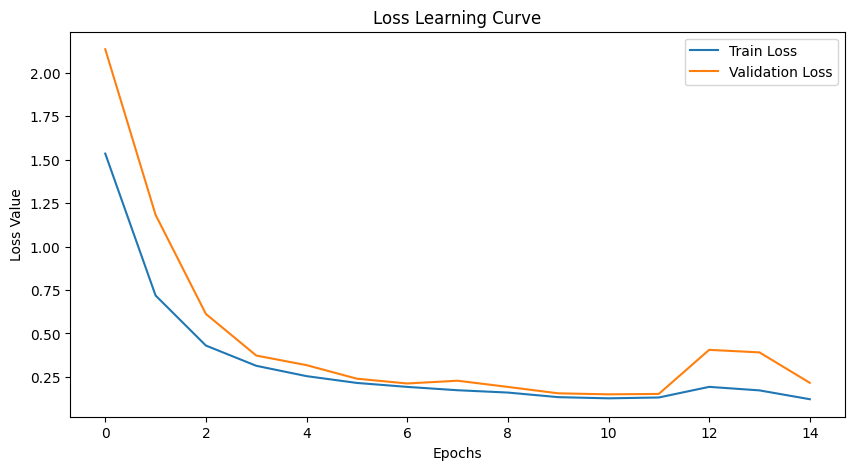 Loss Learning Curve
Train Loss
Validation Loss
2.00
1.75
1.50
1.25
1.00
0.75
0.50
0.25
Loss Value
0 2 4 6 8 10 12 14
Epochs